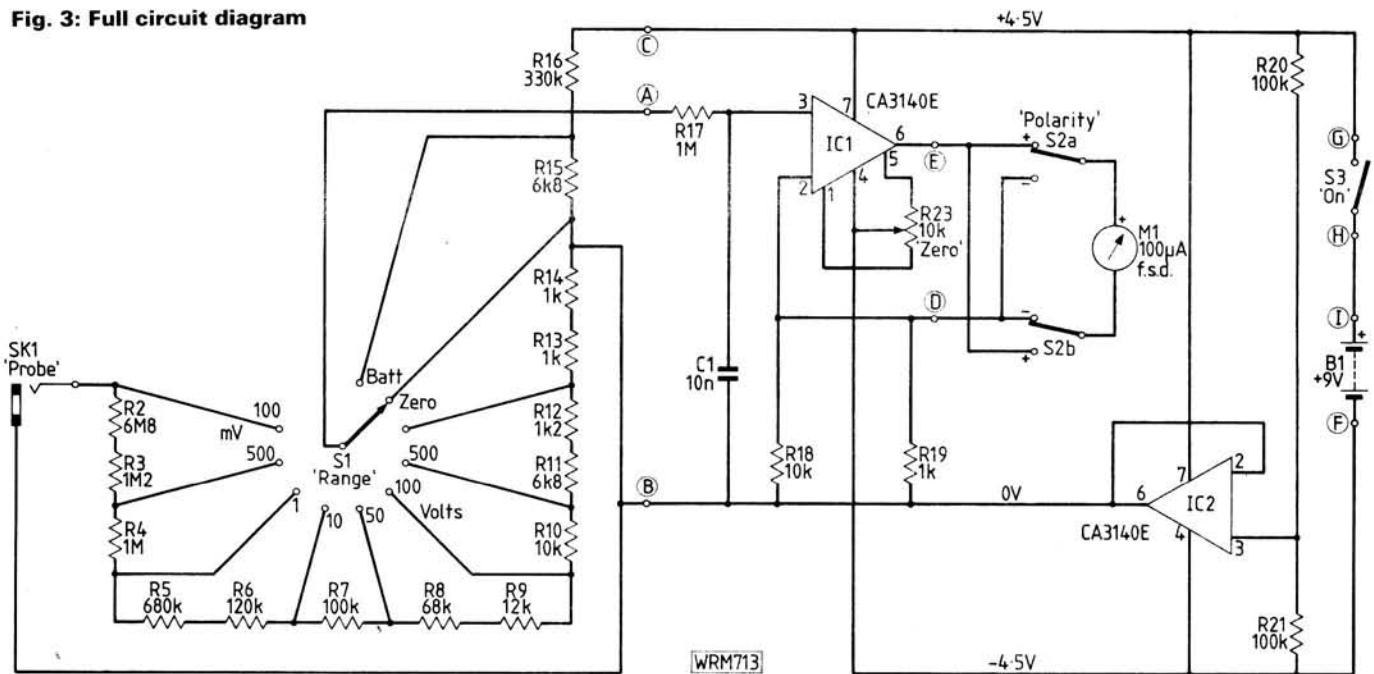 Fig. 3: Full circuit diagram
+4·5V
C
R16
330k
A
R17
1M
3
7
CA3140E
IC1
6
5
4
2
1
E
R23
10k
'Zero'
'Polarity'
+ S2a
-
+
M1
100µA
f.s.d.
D
-
S2b
+
R20
100k
G
S3
'On'
H
I
+
B1
+9V
F
R15
6k8
R14
1k
R13
1k
R12
1k2
R11
6k8
R10
10k
C1
10n
R18
10k
R19
1k
B
0V
2
7
6
IC2
4
3
CA3140E
R21
100k
-4·5V
SK1
'Probe'
R2
6M8
R3
1M2
R4
1M
100
mV
500
1
10
50
100
Volts
500
Batt
Zero
S1
'Range'
R5
680k
R6
120k
R7
100k
R8
68k
R9
12k
WRM713